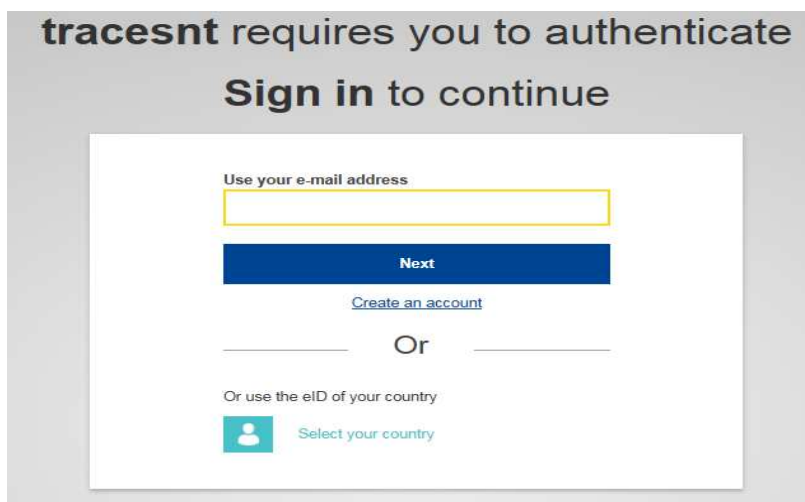 tracesnt requires you to authenticate
Sign in to continue
Use your e-mail address
Next
Create an account
Or
Or use the eID of your country
Select your country